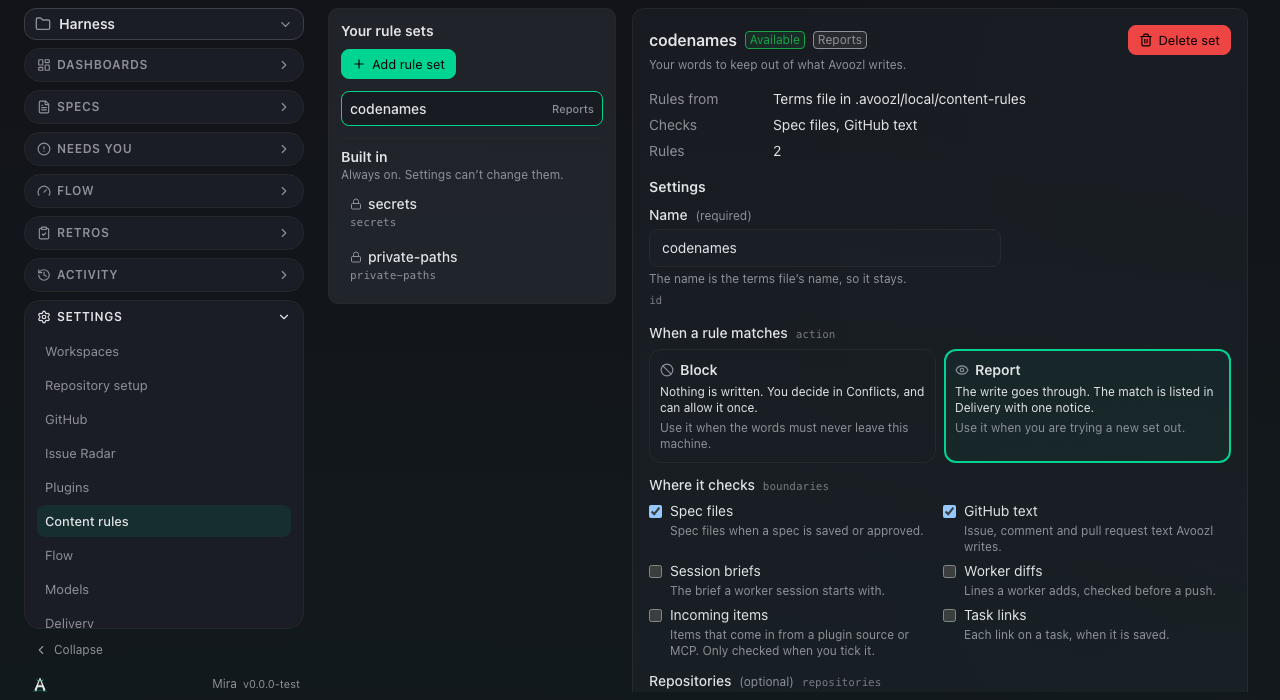 Harness
DASHBOARDS
SPECS
NEEDS YOU
FLOW
RETROS
ACTIVITY
SETTINGS
Workspaces
Repository setup
GitHub
Issue Radar
Plugins
Content rules
Flow
Models
Delivery
Collapse
Mira v0.0.0-test
Your rule sets
+ Add rule set
codenames Reports
Built in
Always on. Settings can't change them.
secrets
secrets
private-paths
private-paths
codenames Available Reports
Delete set
Your words to keep out of what Avoozl writes.
Rules from Terms file in .avoozl/local/content-rules
Checks Spec files, GitHub text
Rules 2
Settings
Name (required)
codenames
The name is the terms file's name, so it stays.
id
When a rule matches action
Block
Nothing is written. You decide in Conflicts, and
can allow it once.
Use it when the words must never leave this
machine.
Report
The write goes through. The match is listed in
Delivery with one notice.
Use it when you are trying a new set out.
Where it checks boundaries
Spec files
Spec files when a spec is saved or approved.
GitHub text
Issue, comment and pull request text Avoozl
writes.
Session briefs
The brief a worker session starts with.
Worker diffs
Lines a worker adds, checked before a push.
Incoming items
Items that come in from a plugin source or
MCP. Only checked when you tick it.
Task links
Each link on a task, when it is saved.
Repositories (optional) repositories